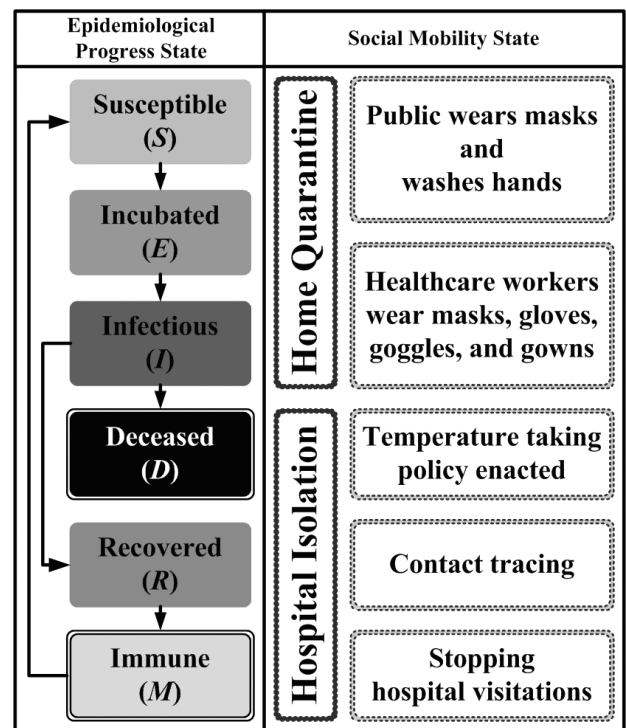 Epidemiological
Progress State
Social Mobility State
Susceptible
(S)
Incubated
(E)
Infectious
(I)
Deceased
(D)
Recovered
(R)
Immune
(M)
Home Quarantine
Hospital Isolation
Public wears masks
and
washes hands
Healthcare workers
wear masks, gloves,
goggles, and gowns
Temperature taking
policy enacted
Contact tracing
Stopping
hospital visitations